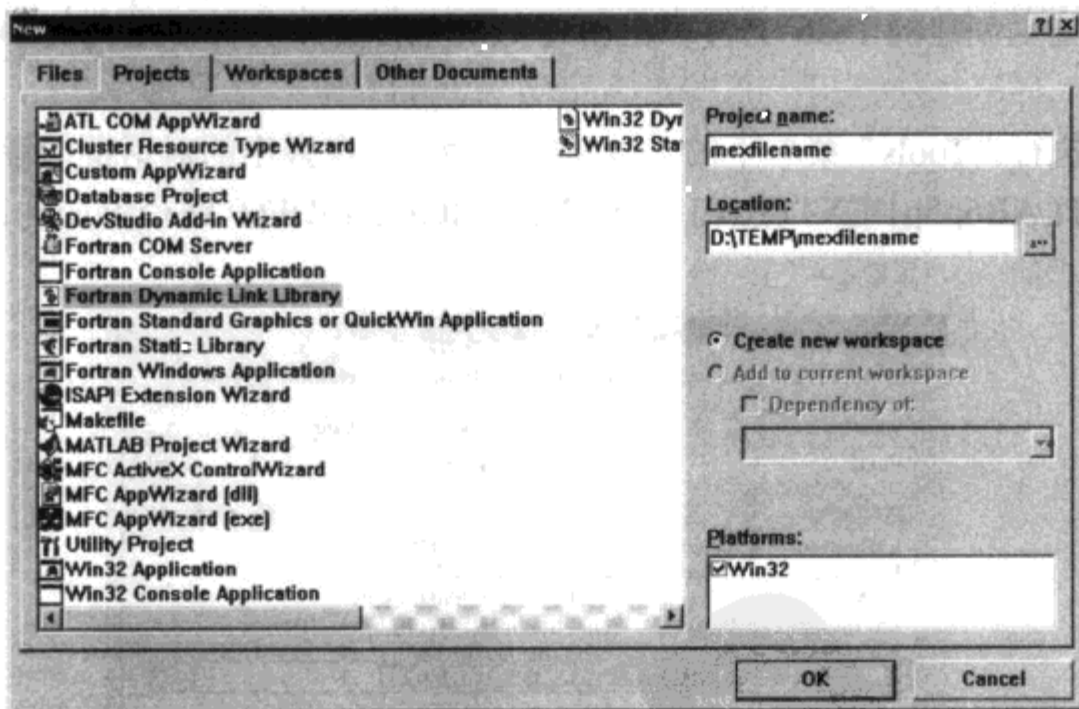 New
Files
Projects
Workspaces
Other Documents
ATL COM AppWizard
Cluster Resource Type Wizard
Custom AppWizard
Database Project
DevStudio Add-in Wizard
Fortran COM Server
Fortran Console Application
Fortran Dynamic Link Library
Fortran Standard Graphics or QuickWin Application
Fortran Static Library
Fortran Windows Application
ISAPI Extension Wizard
Makefile
MATLAB Project Wizard
MFC ActiveX ControlWizard
MFC AppWizard (dll)
MFC AppWizard (exe)
Utility Project
Win32 Application
Win32 Console Application
Win32 Dyn
Win32 Sta
Project name:
mexfilename
Location:
D:\TEMP\mexfilename
...
Create new workspace
Add to current workspace
Dependency of:
Platforms:
Win32
OK
Cancel